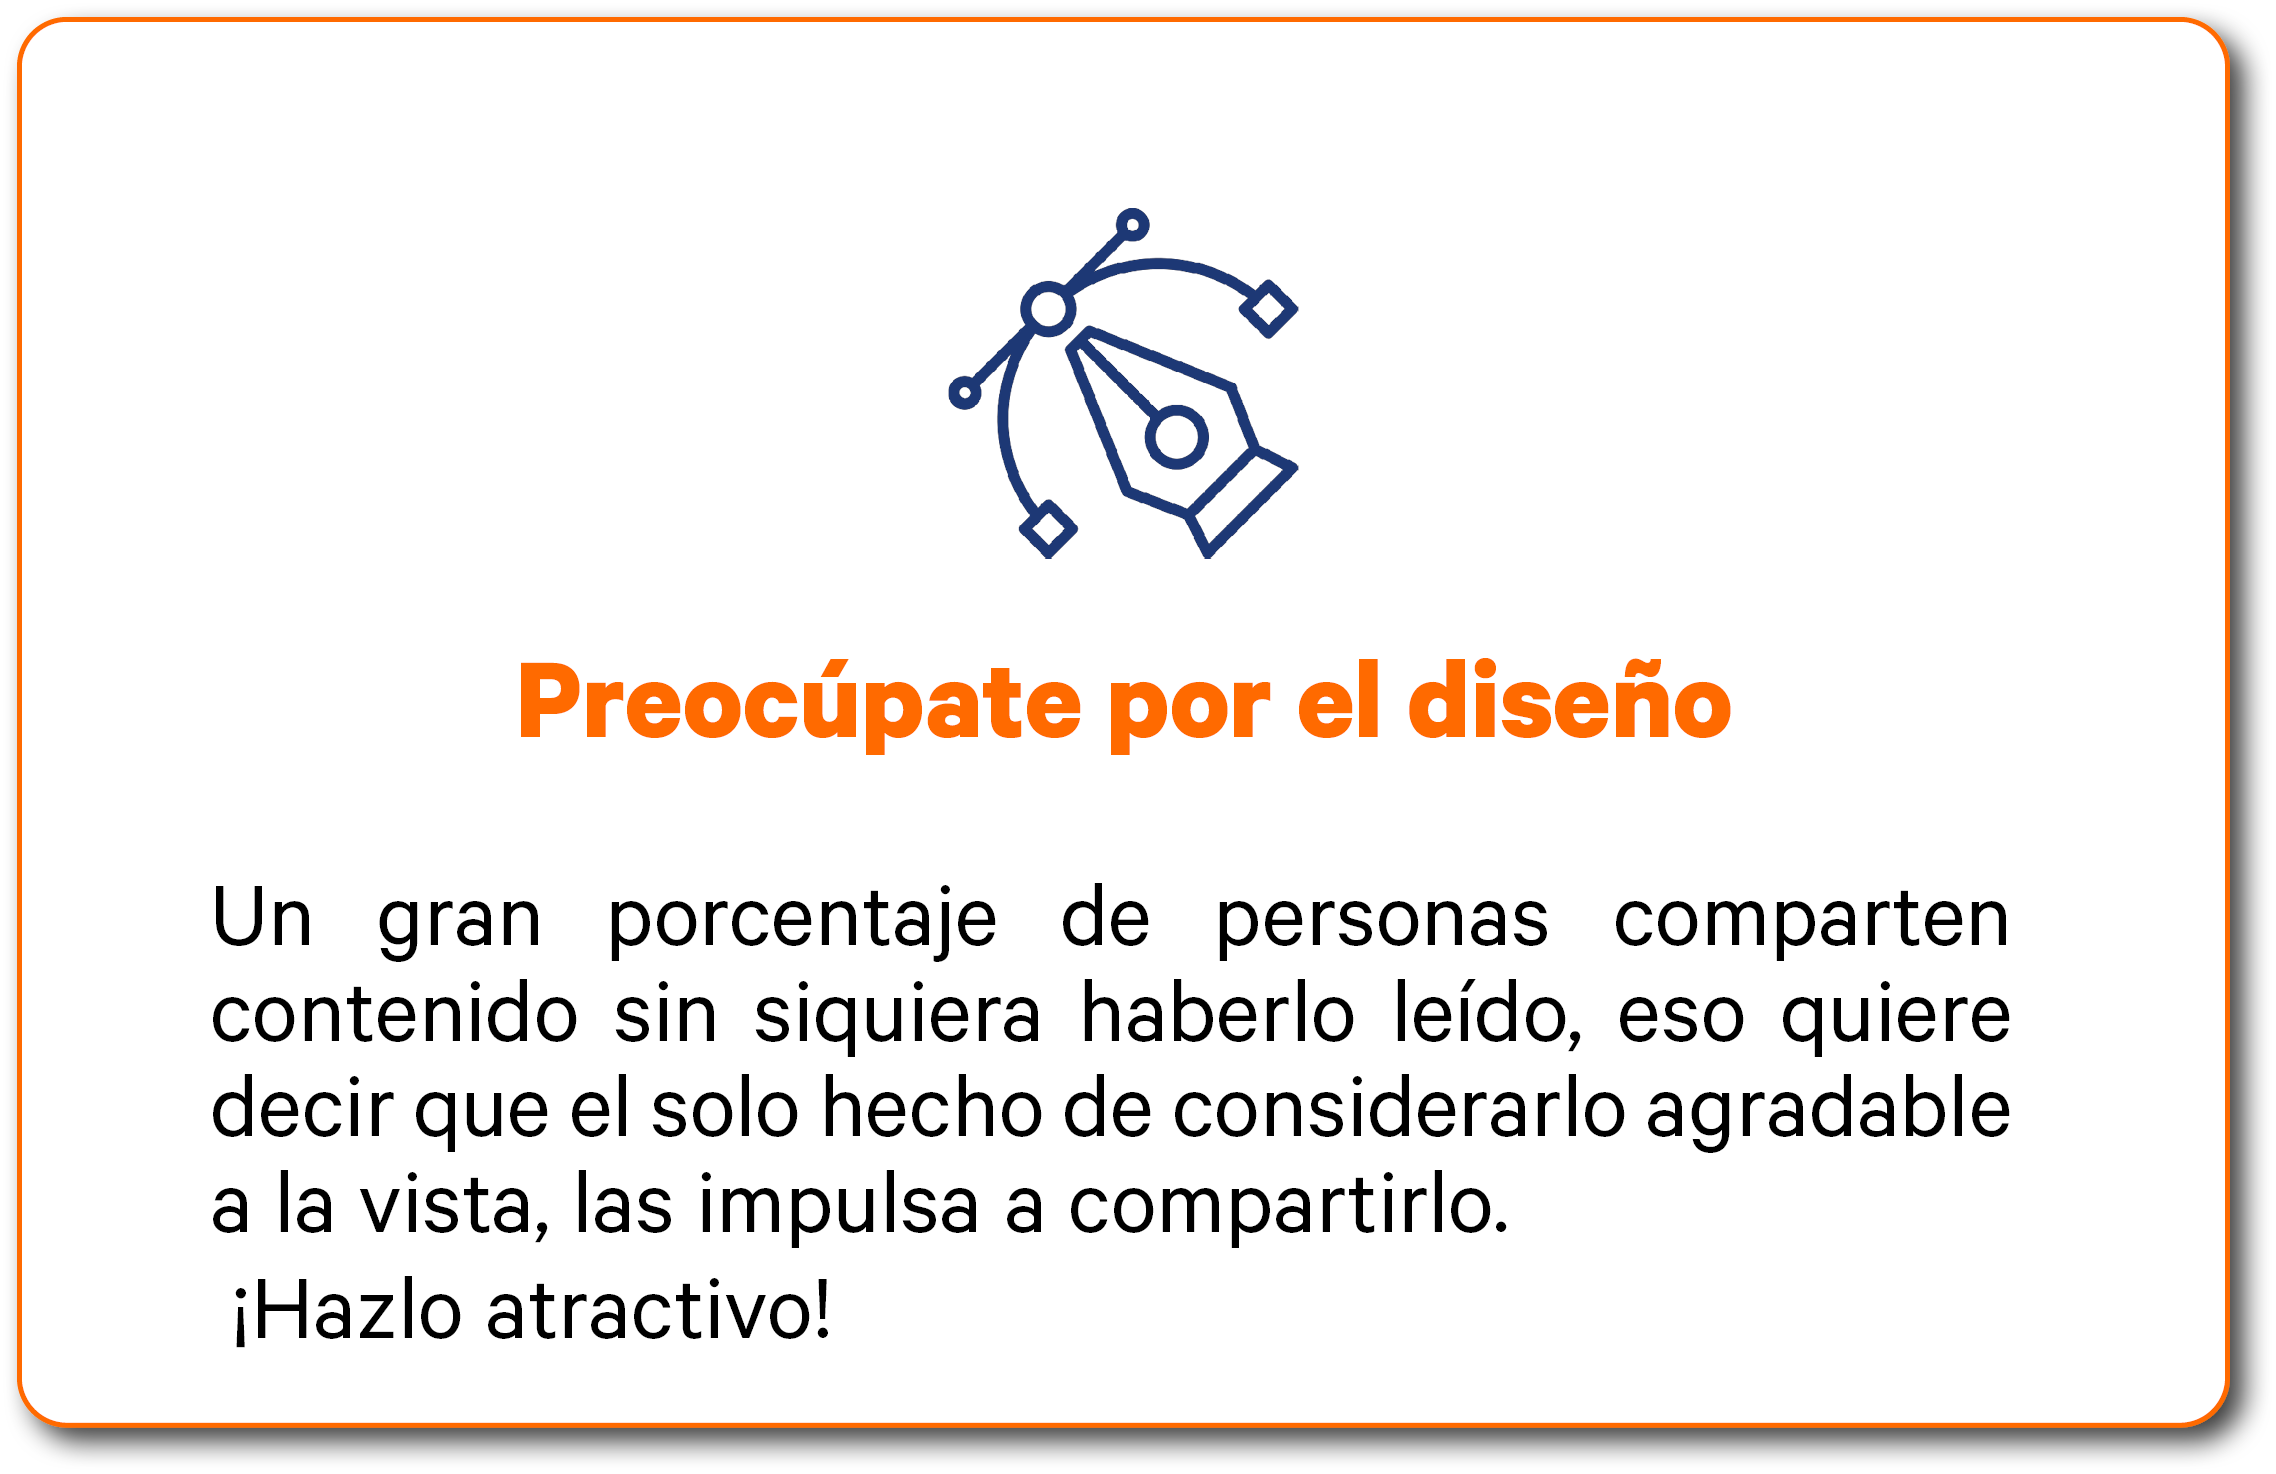 Preocúpate por el diseño
Un gran porcentaje de personas comparten
contenido sin siquiera haberlo leído, eso quiere
decir que el solo hecho de considerarlo agradable
a la vista, las impulsa a compartirlo.
¡Hazlo atractivo!